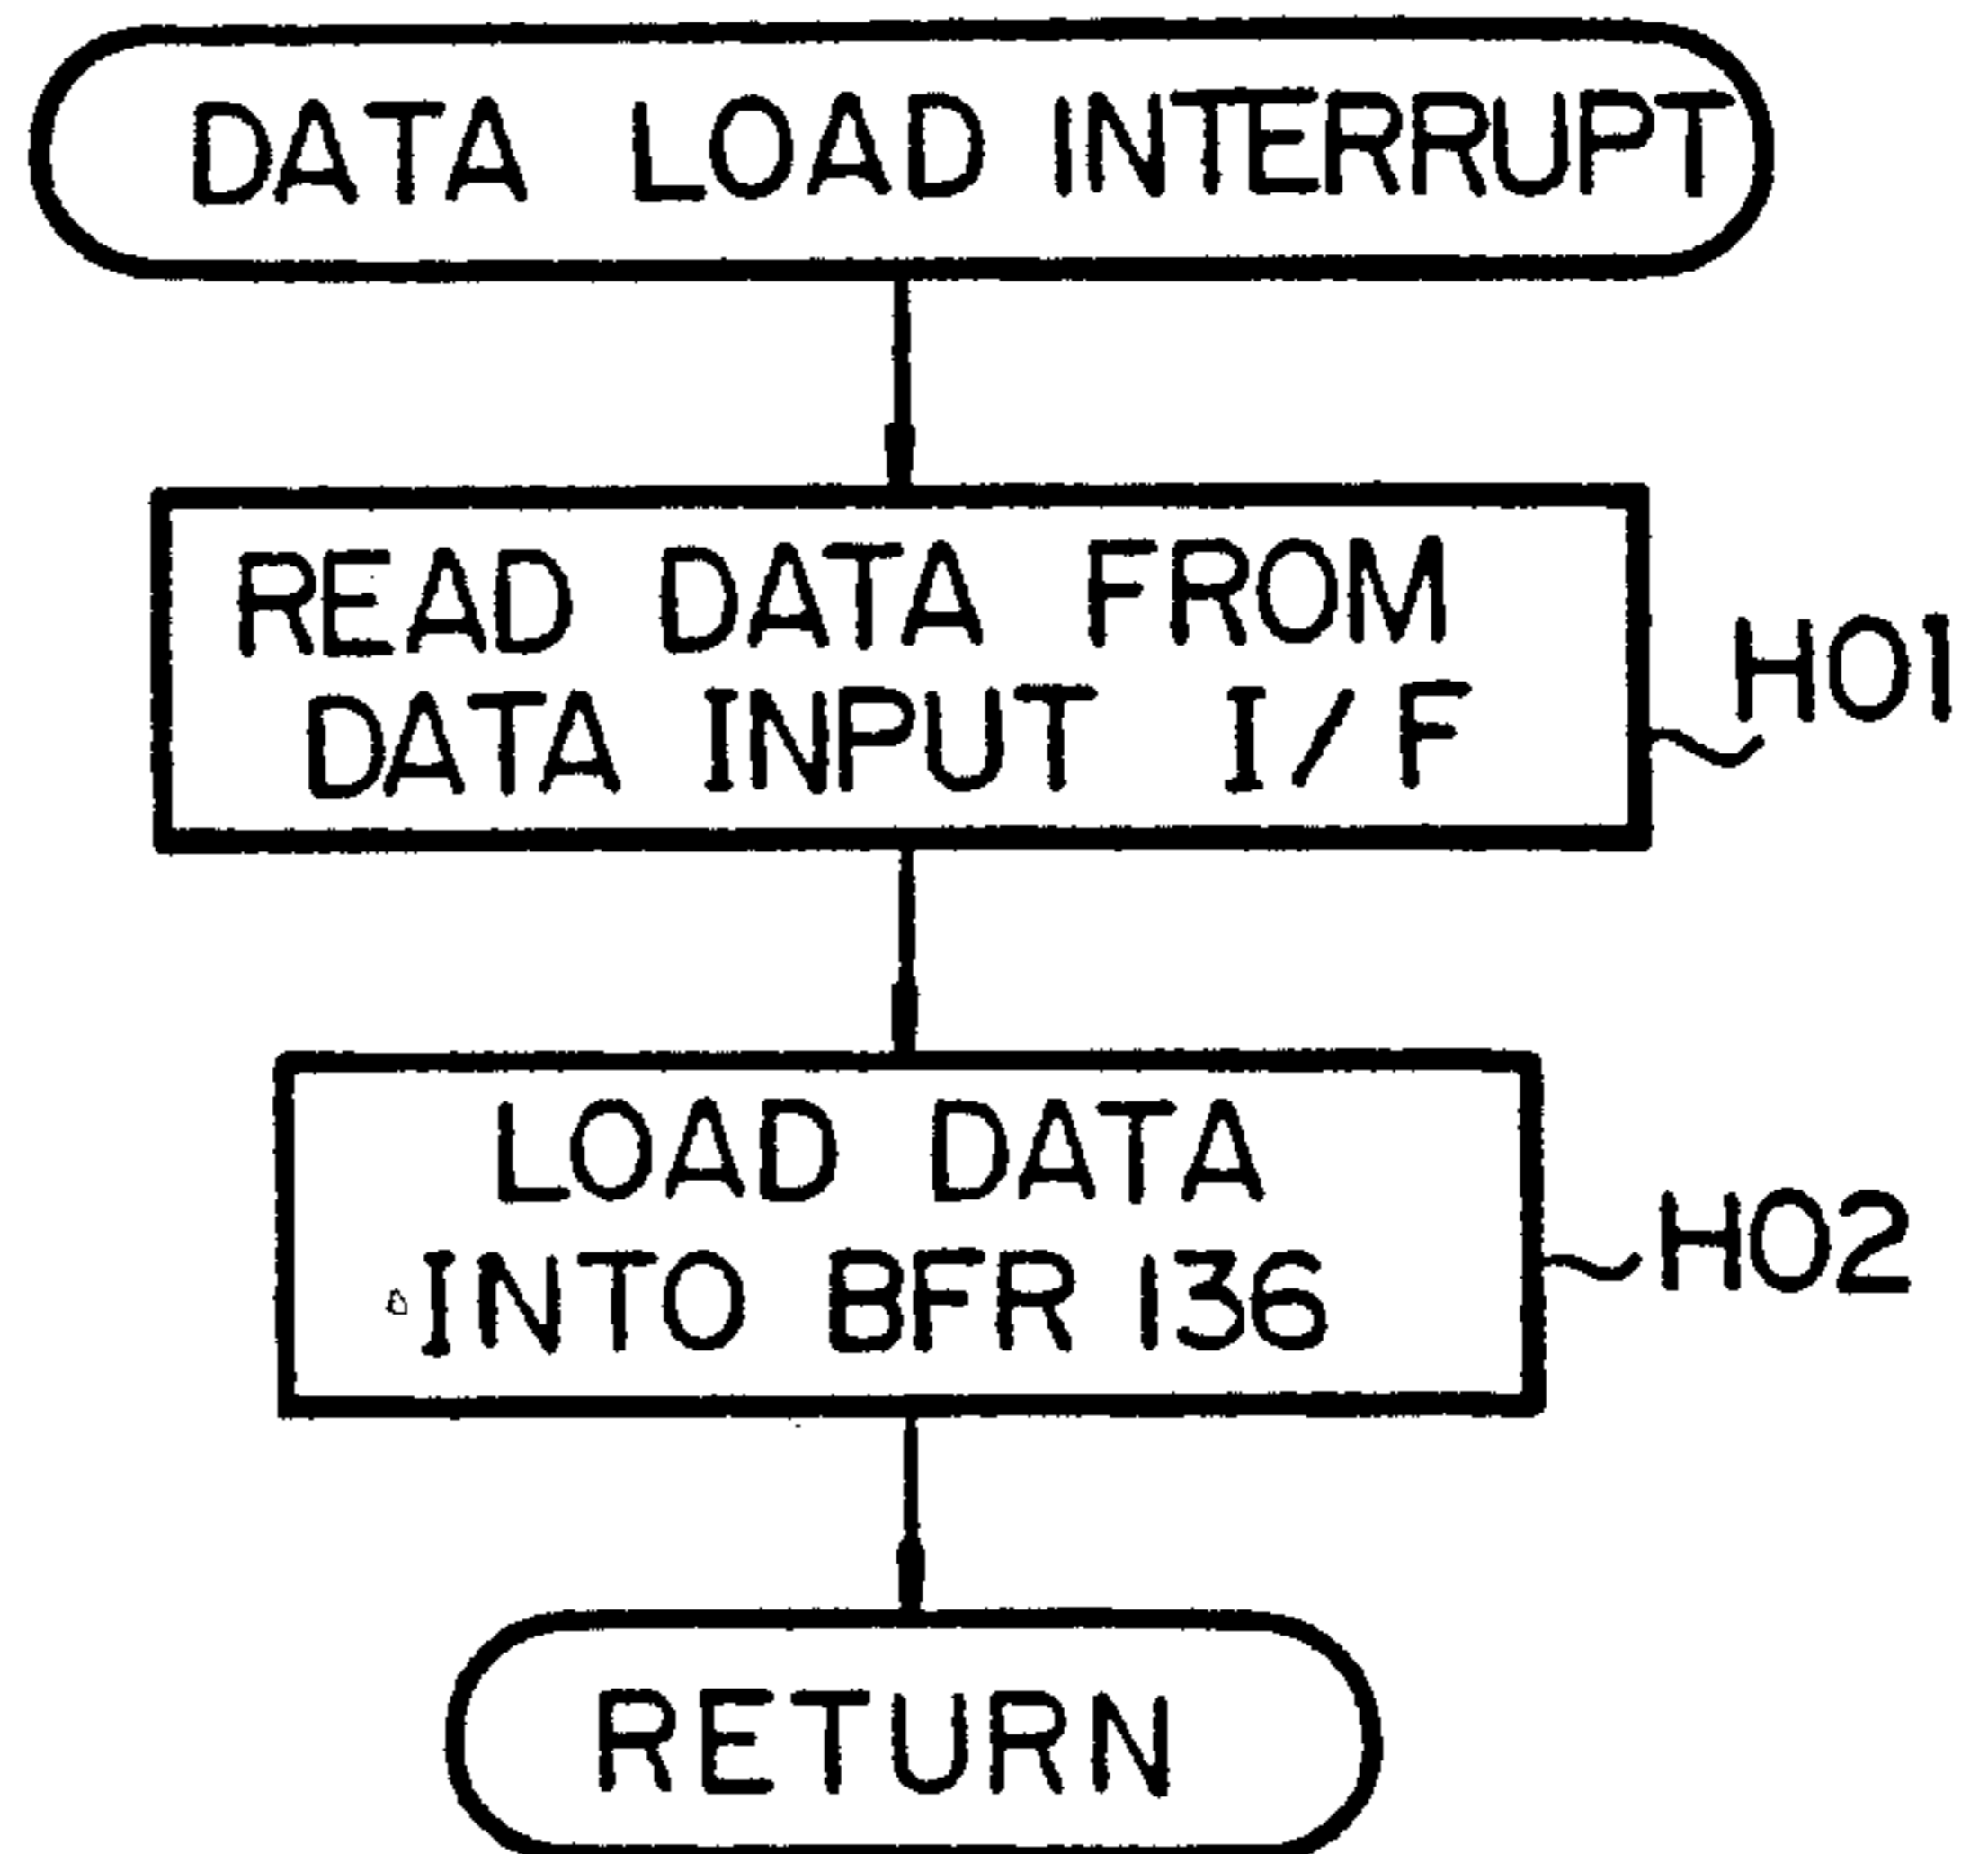 DATA LOAD INTERRUPT
READ DATA FROM
DATA INPUT I/F
H01
LOAD DATA
INTO BFR 136
H02
RETURN